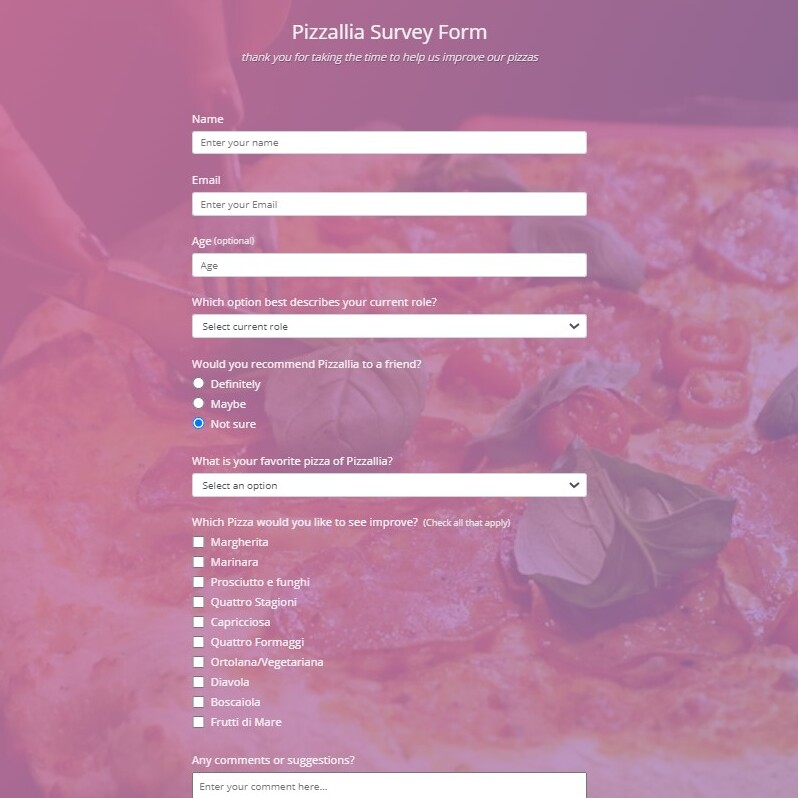 Pizzallia Survey Form
thank you for taking the time to help us improve our pizzas
Name
Enter your name
Email
Enter your Email
Age (optional)
Age
Which option best describes your current role?
Select current role
Would you recommend Pizzallia to a friend?
Definitely
Maybe
Not sure
What is your favorite pizza of Pizzallia?
Select an option
Which Pizza would you like to see improve? (Check all that apply)
Margherita
Marinara
Prosciutto e funghi
Quattro Stagioni
Capricciosa
Quattro Formaggi
Ortolana/Vegetariana
Diavola
Boscaiola
Frutti di Mare
Any comments or suggestions?
Enter your comment here...